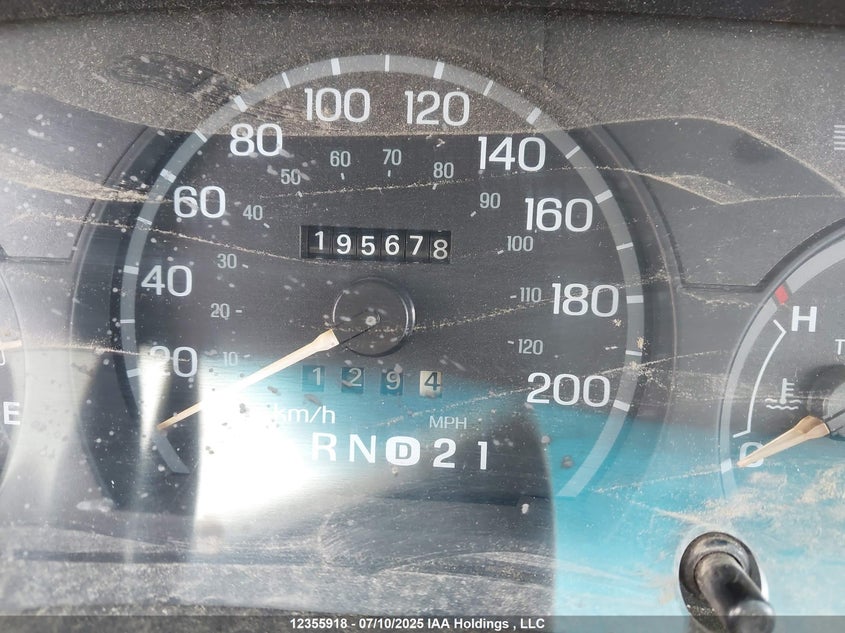 100 120
80 140
60 70
50 80
60 160
40 90
195678
30 100
40 180
20 110
10 120
20 200
1 2 9 4
km/h MPH
R N D 2 1
E
H
C
12355918 - 07/10/2025 IAA Holdings , LLC